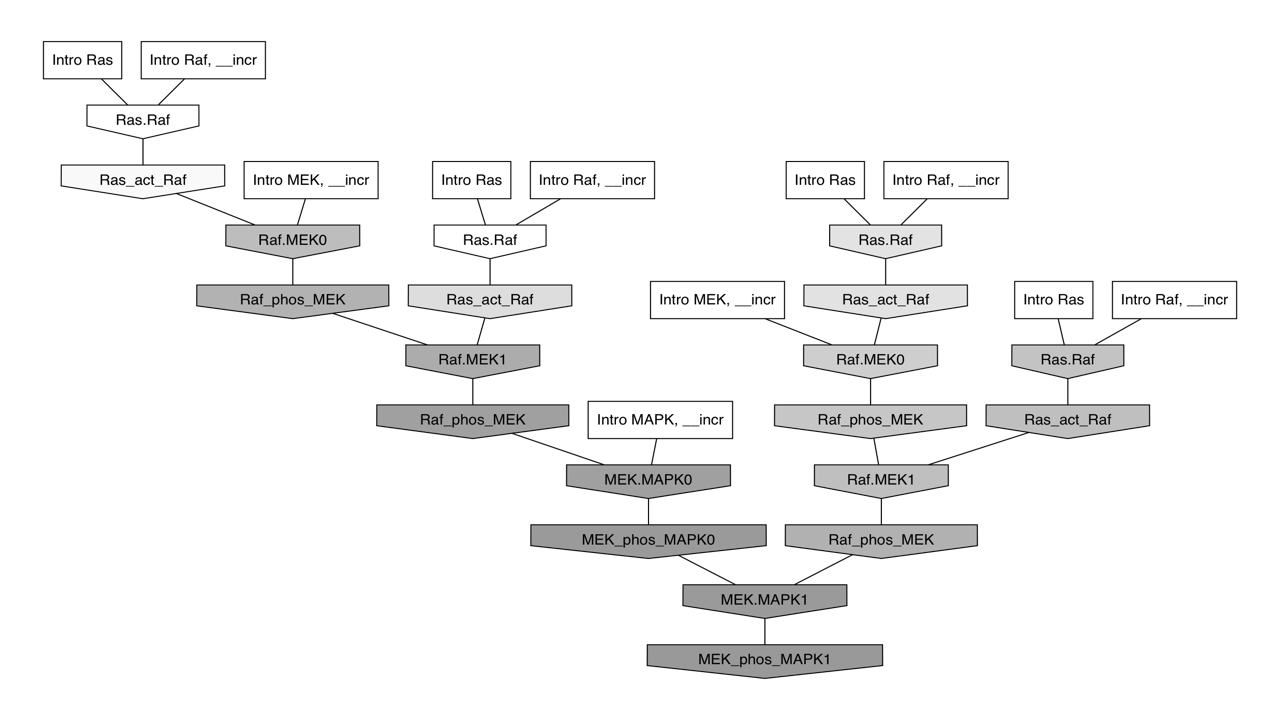 Intro Ras
Intro Raf, __incr
Ras.Raf
Ras_act_Raf
Intro MEK, __incr
Intro Ras
Intro Raf, __incr
Intro Ras
Intro Raf, __incr
Raf.MEK0
Ras.Raf
Ras.Raf
Raf_phos_MEK
Ras_act_Raf
Intro MEK, __incr
Ras_act_Raf
Intro Ras
Intro Raf, __incr
Raf.MEK1
Raf.MEK0
Ras.Raf
Raf_phos_MEK
Intro MAPK, __incr
Raf_phos_MEK
Ras_act_Raf
MEK.MAPK0
Raf.MEK1
MEK_phos_MAPK0
Raf_phos_MEK
MEK.MAPK1
MEK_phos_MAPK1